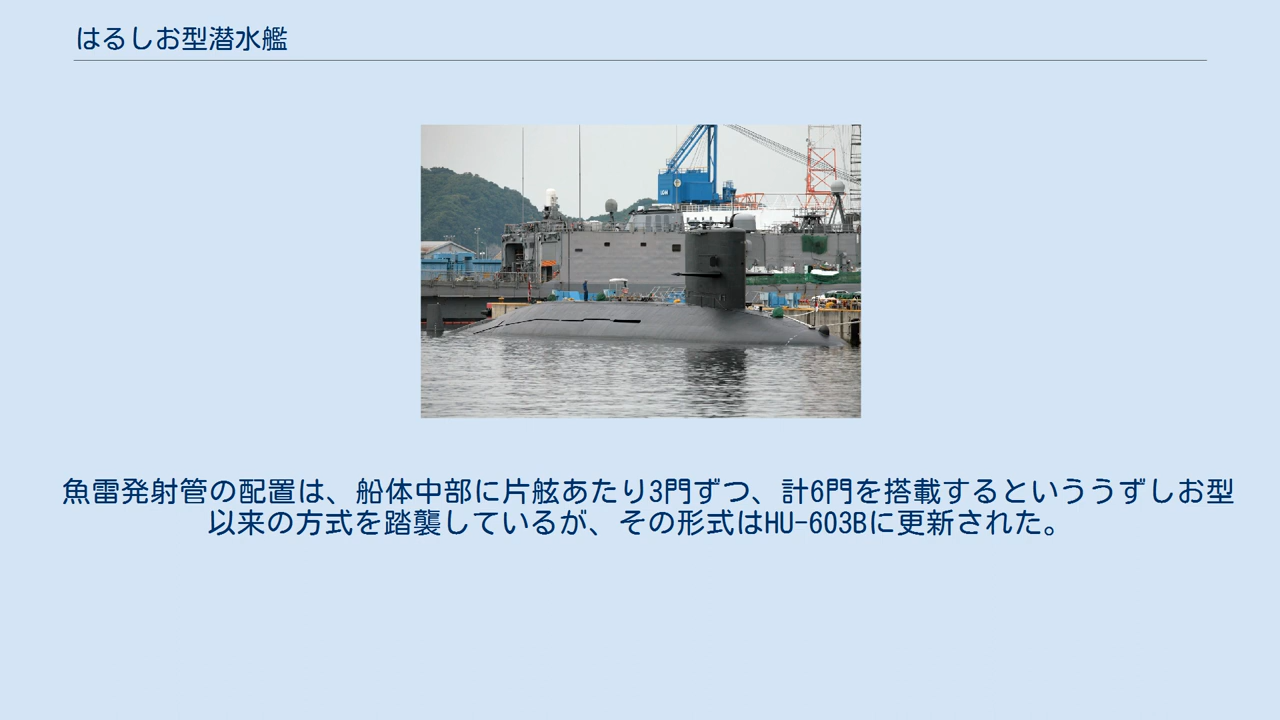 はるしお型潜水艦
魚雷発射管の配置は、船体中部に片舷あたり3門ずつ、計6門を搭載するといううずしお型
以来の方式を踏襲しているが、その形式はHU-603Bに更新された。